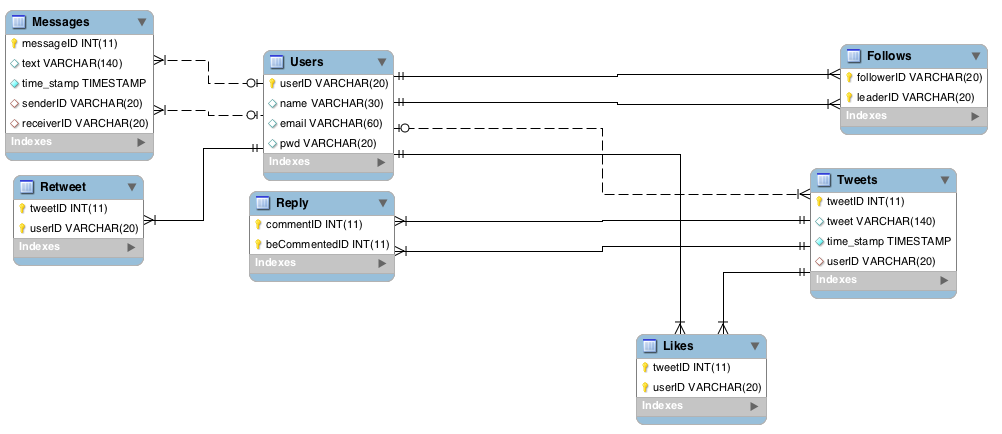 Messages
messageID INT(11)
text VARCHAR(140)
time_stamp TIMESTAMP
senderID VARCHAR(20)
receiverID VARCHAR(20)
Indexes
Users
userID VARCHAR(20)
name VARCHAR(30)
email VARCHAR(60)
pwd VARCHAR(20)
Indexes
Follows
followerID VARCHAR(20)
leaderID VARCHAR(20)
Indexes
Retweet
tweetID INT(11)
userID VARCHAR(20)
Indexes
Reply
commentID INT(11)
beCommentedID INT(11)
Indexes
Tweets
tweetID INT(11)
tweet VARCHAR(140)
time_stamp TIMESTAMP
userID VARCHAR(20)
Indexes
Likes
tweetID INT(11)
userID VARCHAR(20)
Indexes